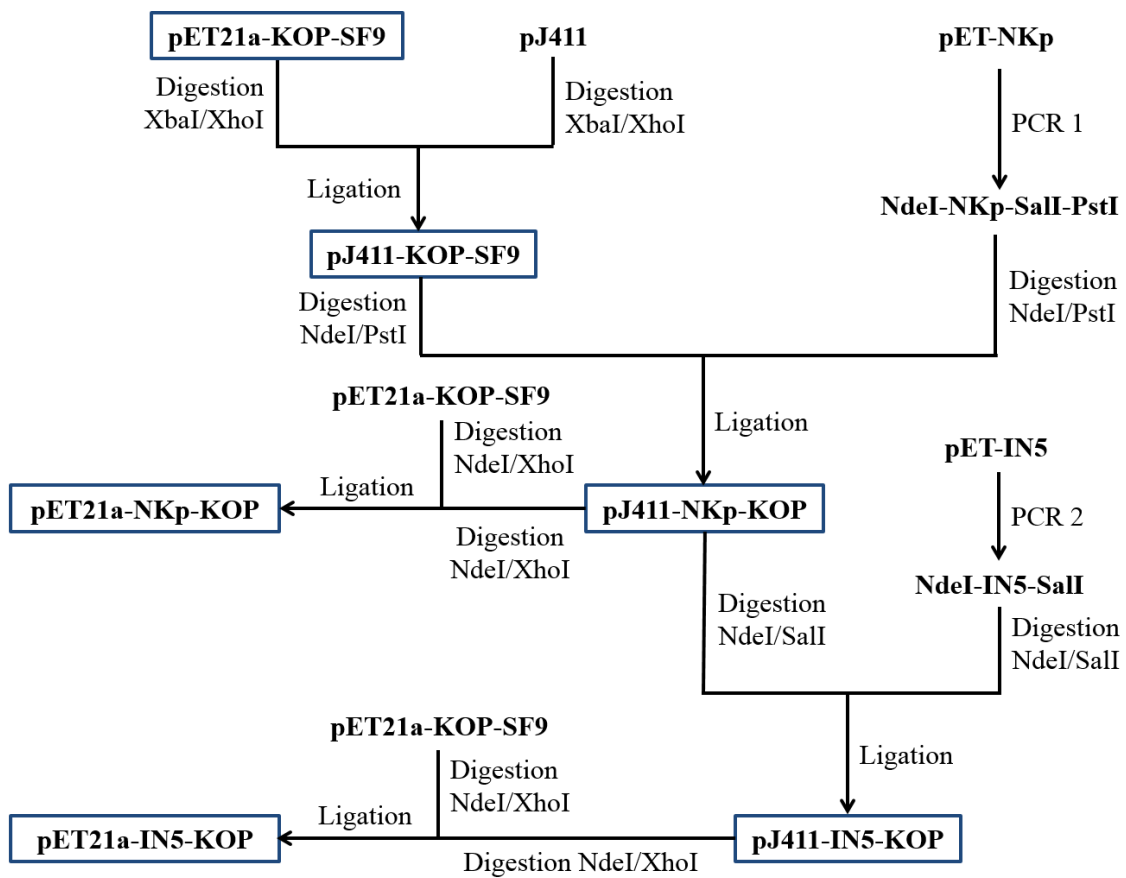 pET21a-KOP-SF9
pJ411
pET-NKp
Digestion
XbaI/XhoI
Digestion
XbaI/XhoI
PCR 1
Ligation
NdeI-NKp-SalI-PstI
pJ411-KOP-SF9
Digestion
NdeI/PstI
Digestion
NdeI/PstI
pET21a-KOP-SF9
Digestion
NdeI/XhoI
Ligation
pET-IN5
Ligation
pET21a-NKp-KOP
pJ411-NKp-KOP
PCR 2
Digestion
NdeI/XhoI
NdeI-IN5-SalI
Digestion
NdeI/SalI
Digestion
NdeI/SalI
pET21a-KOP-SF9
Digestion
NdeI/XhoI
Ligation
Ligation
pET21a-IN5-KOP
pJ411-IN5-KOP
Digestion NdeI/XhoI